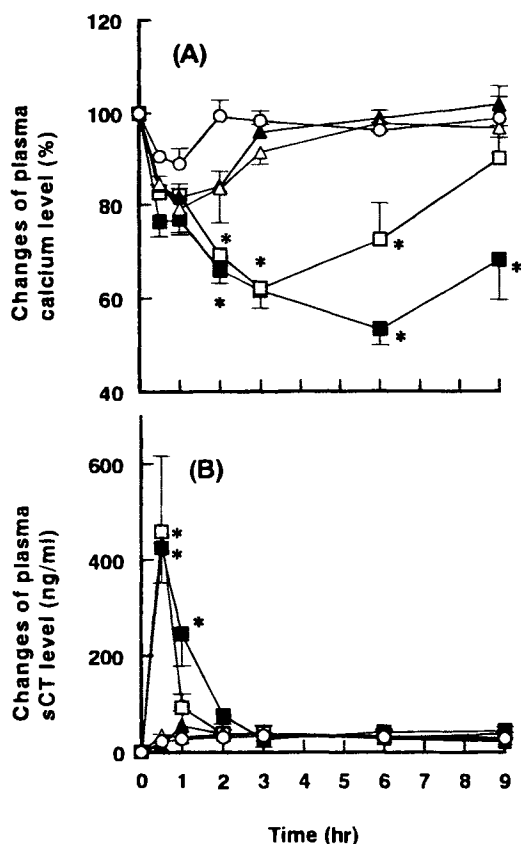 120
(A)
100
80
60
40
Changes of plasma
calcium level (%)
*
*
*
*
*
*
600
(B)
400
200
0
Changes of plasma
sCT level (ng/ml)
*
*
*
0 1 2 3 4 5 6 7 8 9
Time (hr)